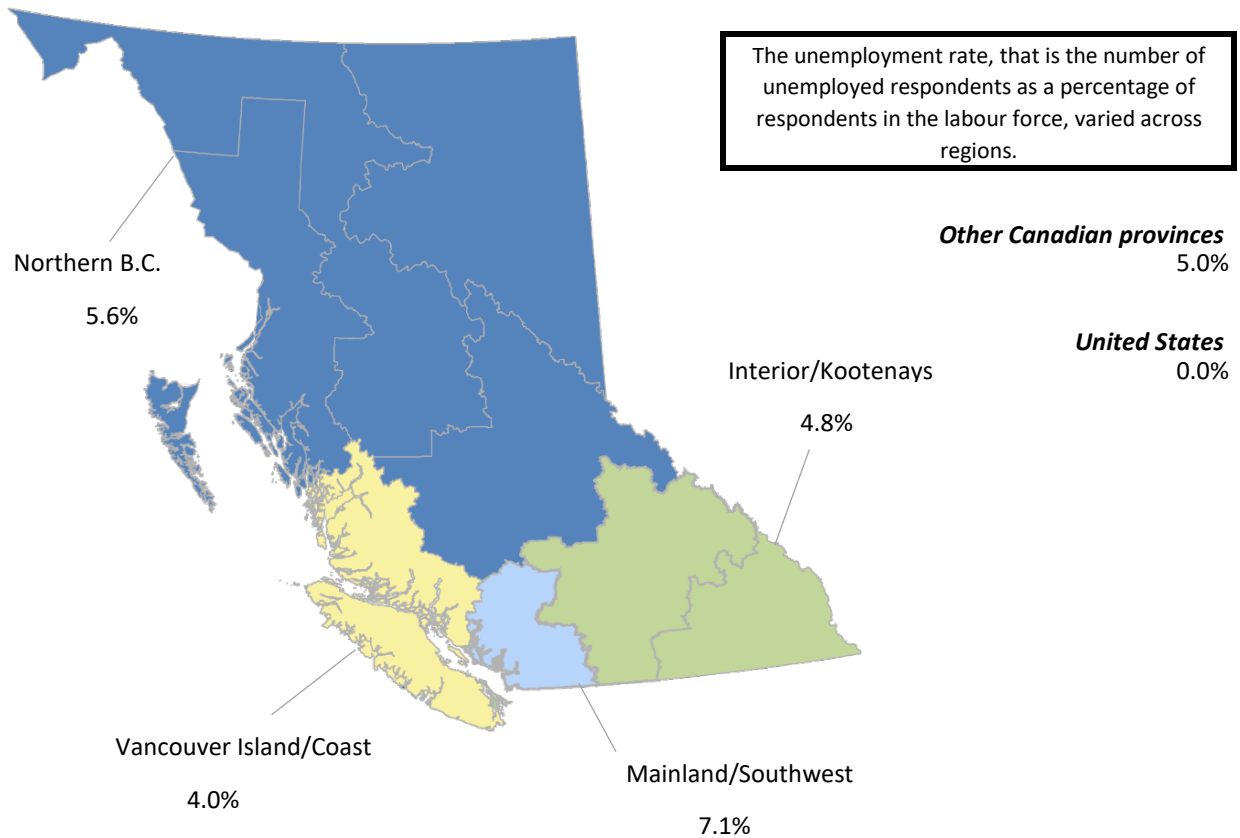 The unemployment rate, that is the number of
unemployed respondents as a percentage of
respondents in the labour force, varied across
regions.
Other Canadian provinces
5.0%
Northern B.C.
5.6%
United States
0.0%
Interior/Kootenays
4.8%
Vancouver Island/Coast
4.0%
Mainland/Southwest
7.1%